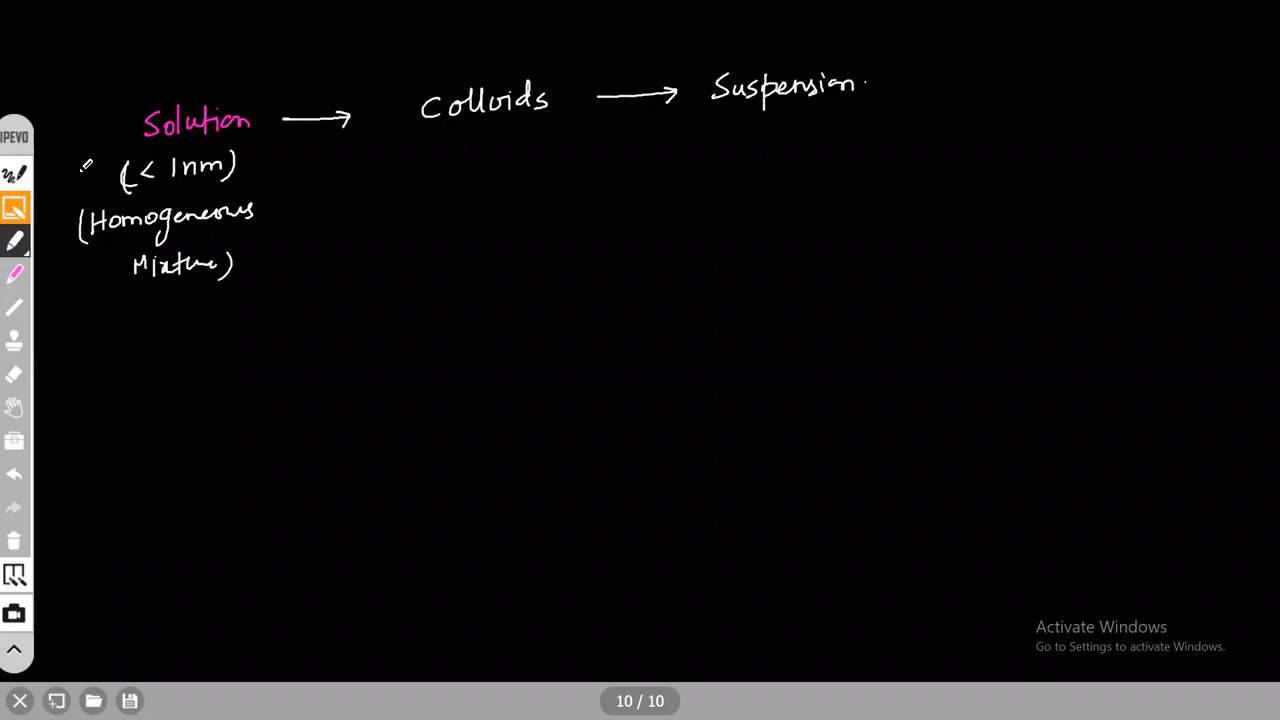 Solution → Colloids → Suspension.
(< 1nm)
(Homogeneous
Mixture)
IPEVO
Activate Windows
Go to Settings to activate Windows.
10 / 10